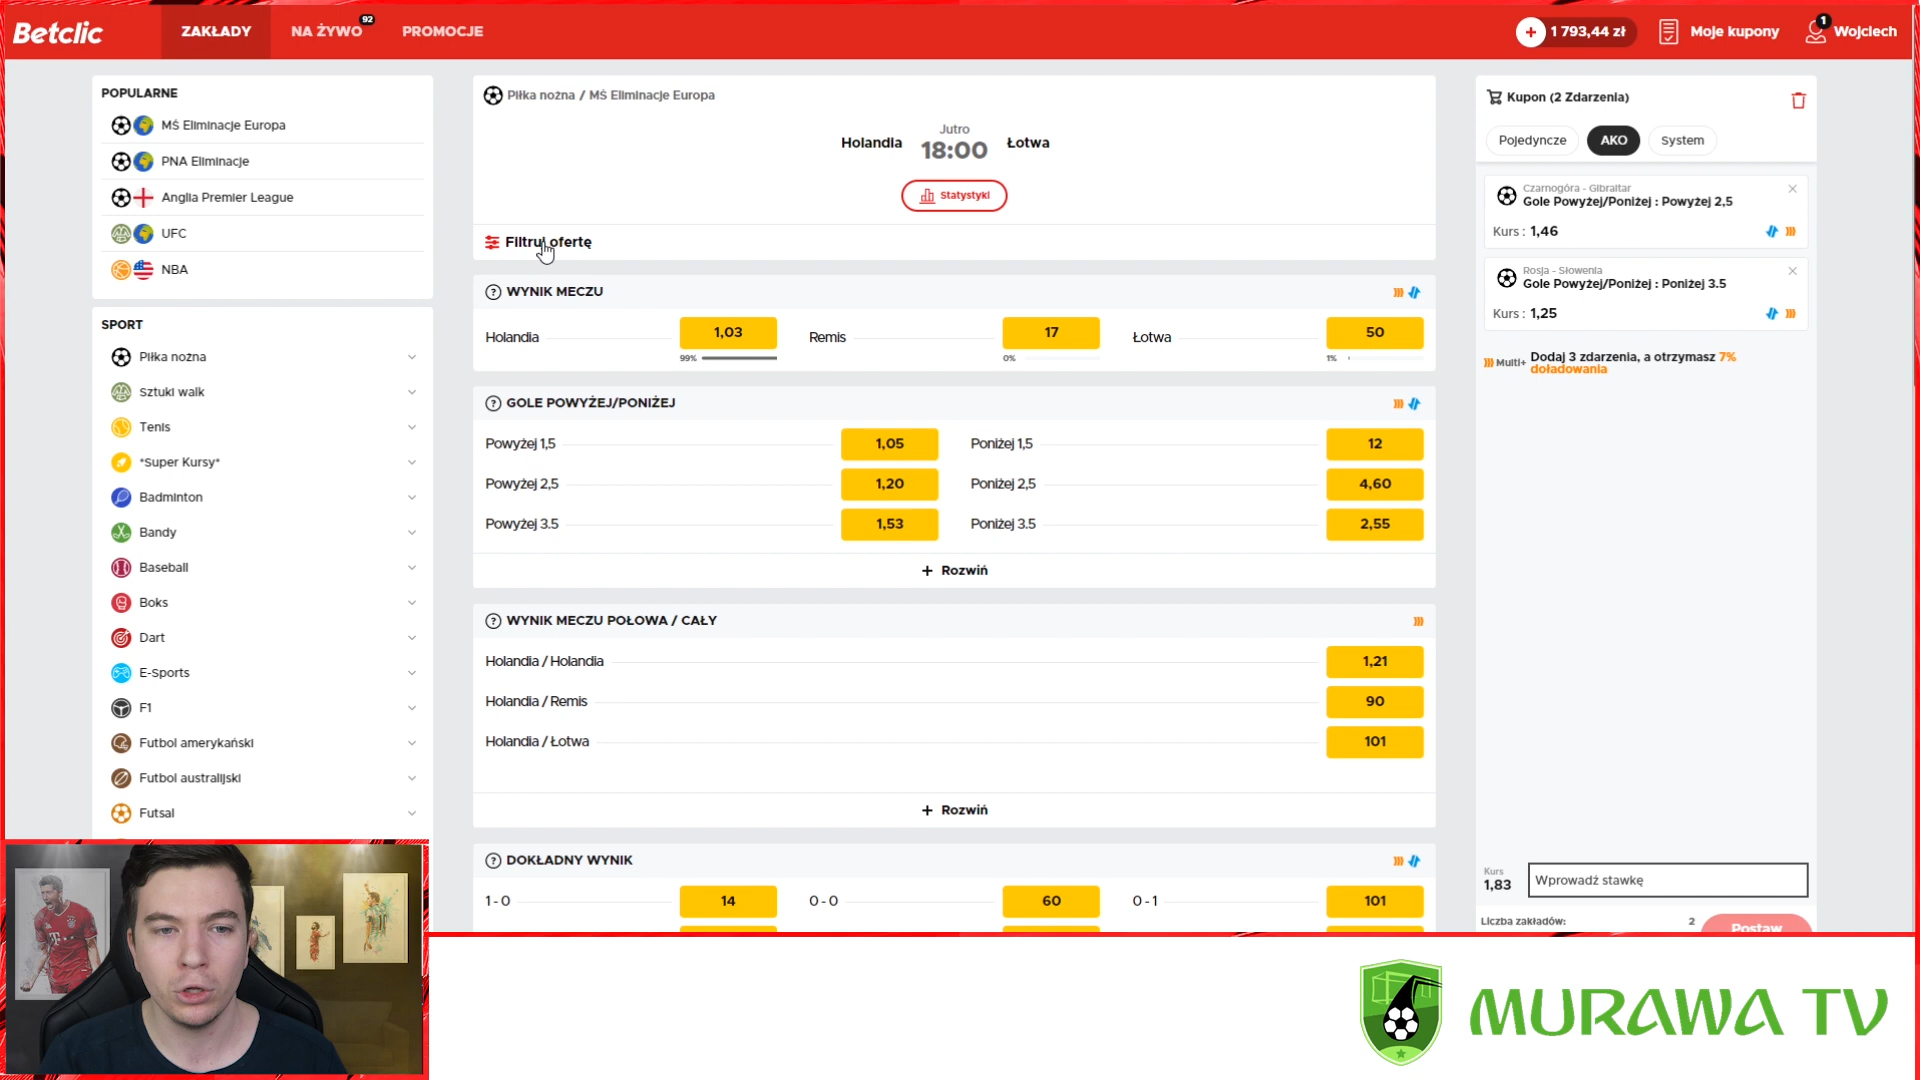 Betclic
ZAKŁADY
NA ŻYWO
92
PROMOCJE
+
1 793,44 zł
Moje kupony
1
Wojciech
POPULARNE
MŚ Eliminacje Europa
PNA Eliminacje
Anglia Premier League
UFC
NBA
SPORT
Piłka nożna
Sztuki walk
Tenis
*Super Kursy*
Badminton
Bandy
Baseball
Boks
Dart
E-Sports
F1
Futbol amerykański
Futbol australijski
Futsal
Piłka nożna / MŚ Eliminacje Europa
Jutro
Holandia 18:00 Łotwa
Statystyki
Filtruj ofertę
? WYNIK MECZU
Holandia 1,03 Remis 17 Łotwa 50
99% 0% 1%
? GOLE POWYŻEJ/PONIŻEJ
Powyżej 1,5 1,05 Poniżej 1,5 12
Powyżej 2,5 1,20 Poniżej 2,5 4,60
Powyżej 3.5 1,53 Poniżej 3.5 2,55
+ Rozwiń
? WYNIK MECZU POŁOWA / CAŁY
Holandia / Holandia 1,21
Holandia / Remis 90
Holandia / Łotwa 101
+ Rozwiń
? DOKŁADNY WYNIK
1 - 0 14 0 - 0 60 0 - 1 101
Kupon (2 Zdarzenia)
Pojedyncze AKO System
Czarnogóra - Gibraltar
Gole Powyżej/Poniżej : Powyżej 2,5
Kurs : 1,46
Rosja - Słowenia
Gole Powyżej/Poniżej : Poniżej 3.5
Kurs : 1,25
Multi+ Dodaj 3 zdarzenia, a otrzymasz 7%
doładowania
Kurs
1,83
Wprowadź stawkę
Liczba zakładów: 2
Postaw
MURAWA TV